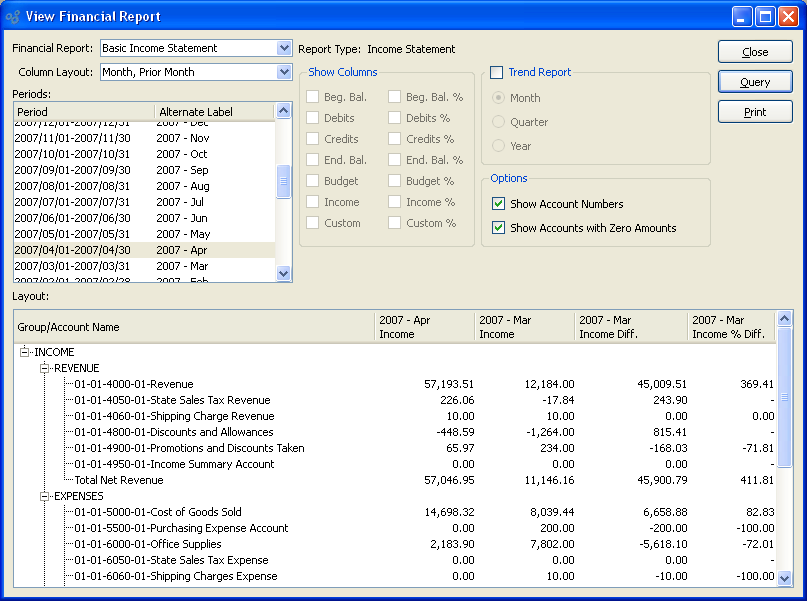 View Financial Report
Financial Report: Basic Income Statement Report Type: Income Statement Close
Column Layout: Month, Prior Month Show Columns Trend Report Query
Periods:
Period Alternate Label
2007/12/01-2007/12/31 2007 - Dec
2007/11/01-2007/11/30 2007 - Nov
2007/10/01-2007/10/31 2007 - Oct
2007/09/01-2007/09/30 2007 - Sep
2007/08/01-2007/08/31 2007 - Aug
2007/07/01-2007/07/31 2007 - Jul
2007/06/01-2007/06/30 2007 - Jun
2007/05/01-2007/05/31 2007 - May
2007/04/01-2007/04/30 2007 - Apr
2007/03/01-2007/03/31 2007 - Mar
2007/02/01-2007/02/28 2007 - Feb
Beg. Bal. Beg. Bal. %
Debits Debits %
Credits Credits %
End. Bal. End. Bal. %
Budget Budget %
Income Income %
Custom Custom %
Month
Quarter
Year
Options
Show Account Numbers
Show Accounts with Zero Amounts
Print
Layout:
Group/Account Name 2007 - Apr Income 2007 - Mar Income 2007 - Mar Income Diff. 2007 - Mar Income % Diff.
INCOME
REVENUE
01-01-4000-01-Revenue 57,193.51 12,184.00 45,009.51 369.41
01-01-4050-01-State Sales Tax Revenue 226.06 -17.84 243.90 -
01-01-4060-01-Shipping Charge Revenue 10.00 10.00 0.00 0.00
01-01-4800-01-Discounts and Allowances -448.59 -1,264.00 815.41 -
01-01-4900-01-Promotions and Discounts Taken 65.97 234.00 -168.03 -71.81
01-01-4950-01-Income Summary Account 0.00 0.00 0.00 -
Total Net Revenue 57,046.95 11,146.16 45,900.79 411.81
EXPENSES
01-01-5000-01-Cost of Goods Sold 14,698.32 8,039.44 6,658.88 82.83
01-01-5500-01-Purchasing Expense Account 0.00 200.00 -200.00 -100.00
01-01-6000-01-Office Supplies 2,183.90 7,802.00 -5,618.10 -72.01
01-01-6050-01-State Sales Tax Expense 0.00 0.00 0.00 -
01-01-6060-01-Shipping Charges Expense 0.00 10.00 -10.00 -100.00